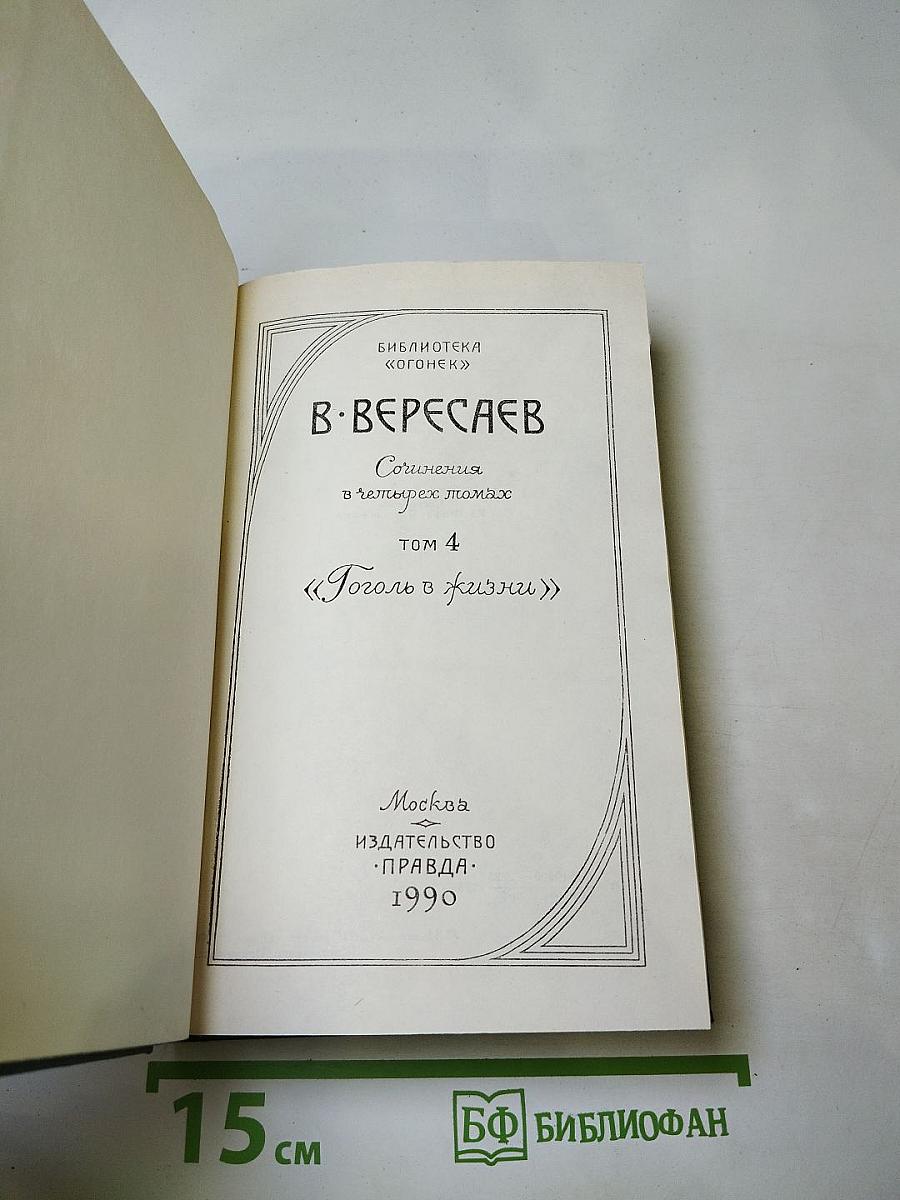 БИБЛИОТЕКА
«ОГОНЕК»
В·ВЕРЕСАЕВ
Сочинения
в четырех томах
ТОМ 4
«Гоголь в жизни»
Москва
ИЗДАТЕЛЬСТВО
·ПРАВДА·
1990
15 см
БФ БИБЛИОФАН